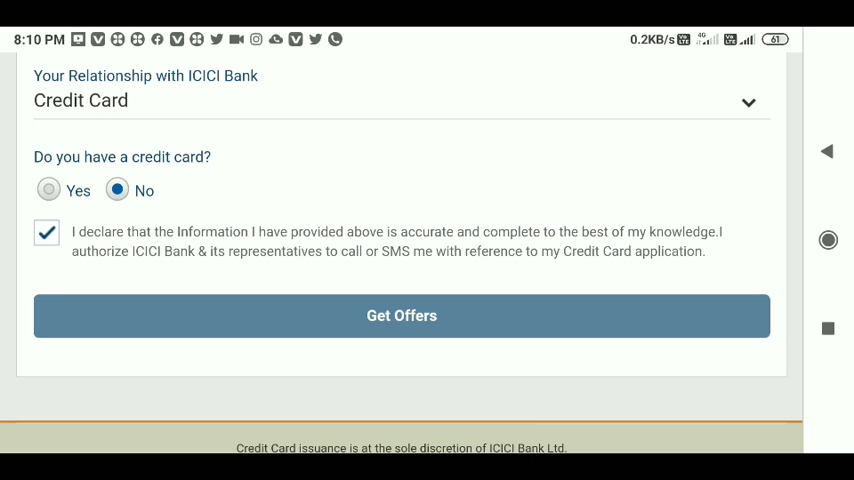 8:10 PM 0.2KB/s 4G 61
Your Relationship with ICICI Bank
Credit Card
Do you have a credit card?
Yes No
I declare that the Information I have provided above is accurate and complete to the best of my knowledge.I
authorize ICICI Bank & its representatives to call or SMS me with reference to my Credit Card application.
Get Offers
Credit Card issuance is at the sole discretion of ICICI Bank Ltd.